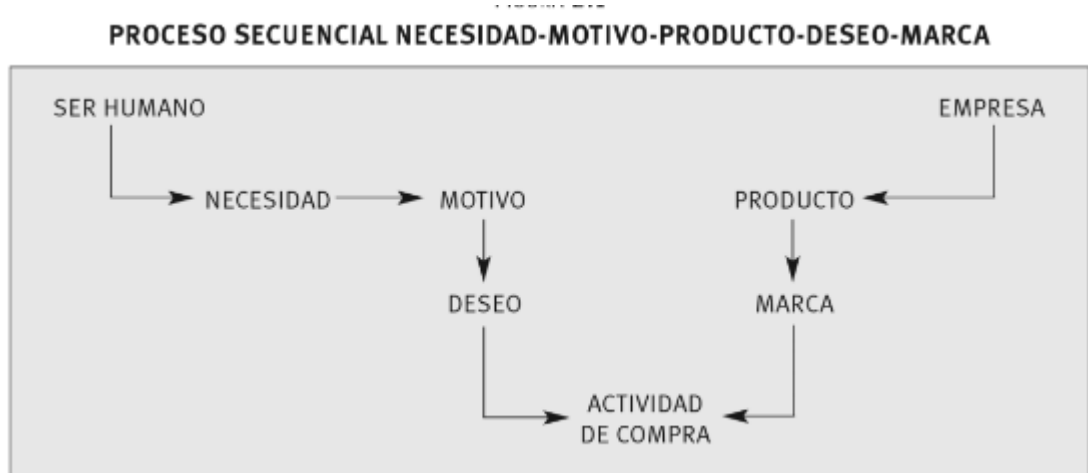 PROCESO SECUENCIAL NECESIDAD-MOTIVO-PRODUCTO-DESEO-MARCA
SER HUMANO
EMPRESA
NECESIDAD
MOTIVO
PRODUCTO
DESEO
MARCA
ACTIVIDAD
DE COMPRA